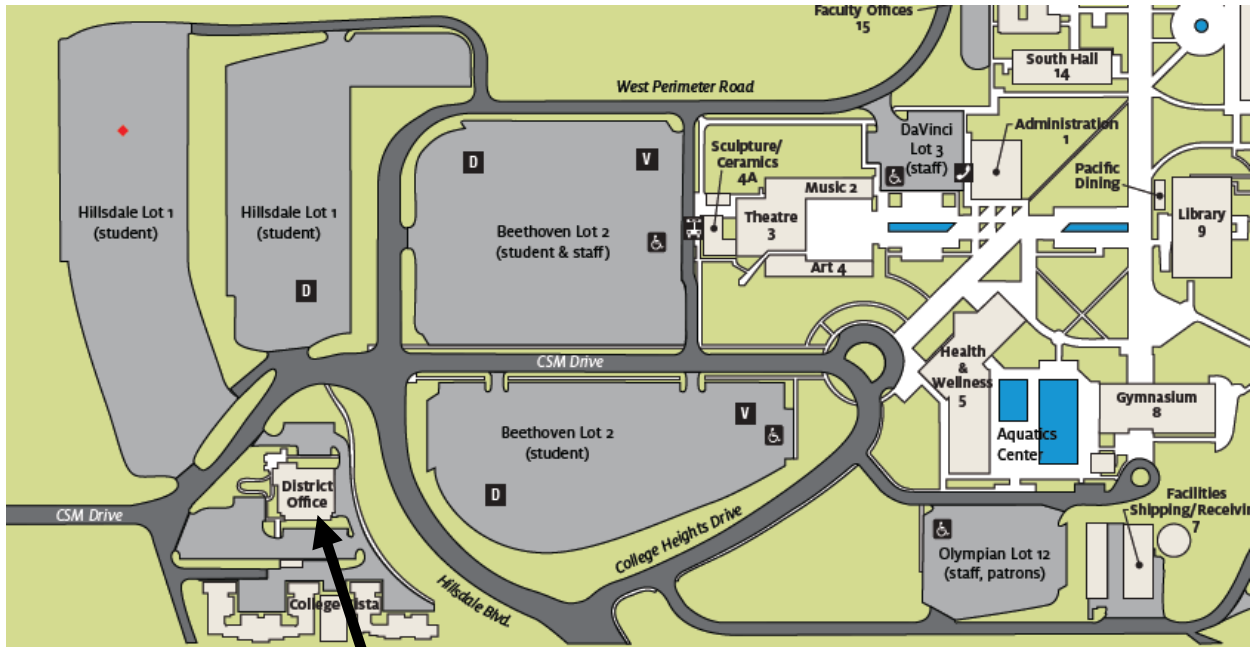 Faculty Offices
15
South Hall
14
West Perimeter Road
DaVinci
Lot 3
(staff)
Administration
1
Sculpture/
Ceramics
4A
Pacific
Dining
Music 2
Hillsdale Lot 1
(student)
Hillsdale Lot 1
(student)
D
V
Beethoven Lot 2
(student & staff)
Theatre
3
Library
9
Art 4
D
CSM Drive
Health
&
Wellness
5
Gymnasium
8
Beethoven Lot 2
(student)
V
Aquatics
Center
D
District
Office
CSM Drive
College Heights Drive
Facilities
Shipping/Receivin
7
Olympian Lot 12
(staff, patrons)
Hillsdale Blvd.
College